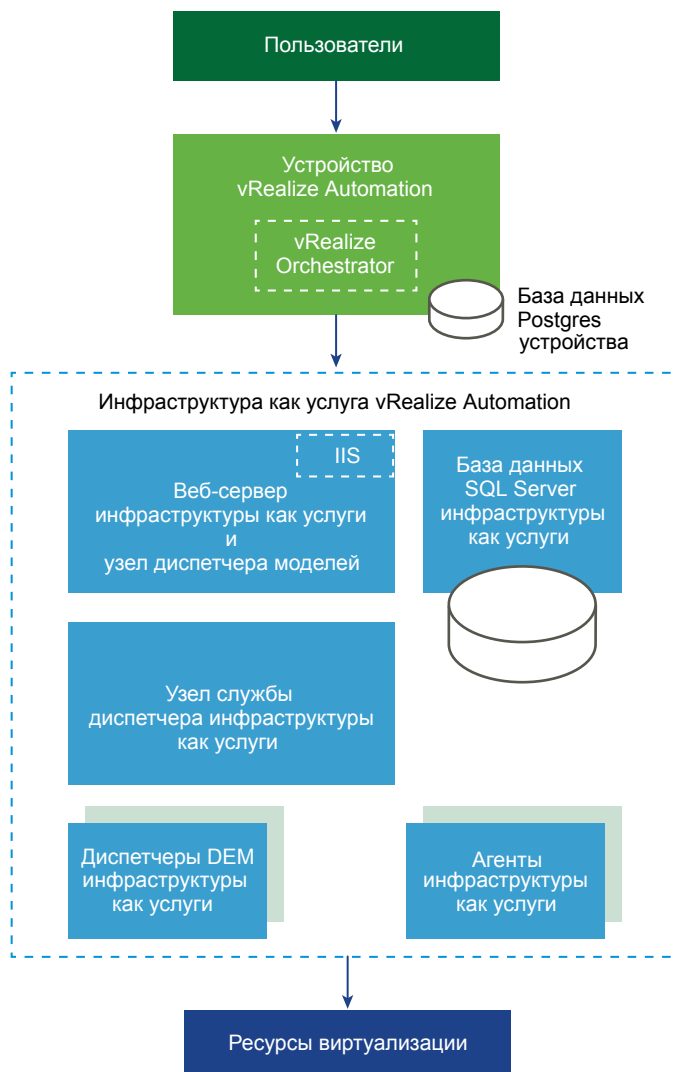 Пользователи
Устройство
vRealize Automation
vRealize
Orchestrator
База данных
Postgres
устройства
Инфраструктура как услуга vRealize Automation
IIS
Веб-сервер
инфраструктуры как услуги
и
узел диспетчера моделей
База данных
SQL Server
инфраструктуры
как услуги
Узел службы
диспетчера инфраструктуры
как услуги
Диспетчеры DEM
инфраструктуры
как услуги
Агенты
инфраструктуры
как услуги
Ресурсы виртуализации